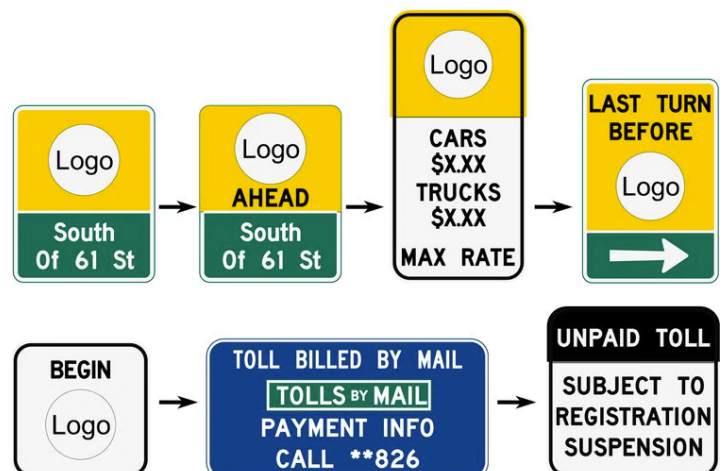 Logo
South
Of 61 St
Logo
AHEAD
South
Of 61 St
Logo
CARS
$X.XX
TRUCKS
$X.XX
MAX RATE
LAST TURN
BEFORE
Logo
BEGIN
Logo
TOLL BILLED BY MAIL
TOLLS BY MAIL
PAYMENT INFO
CALL **826
UNPAID TOLL
SUBJECT TO
REGISTRATION
SUSPENSION